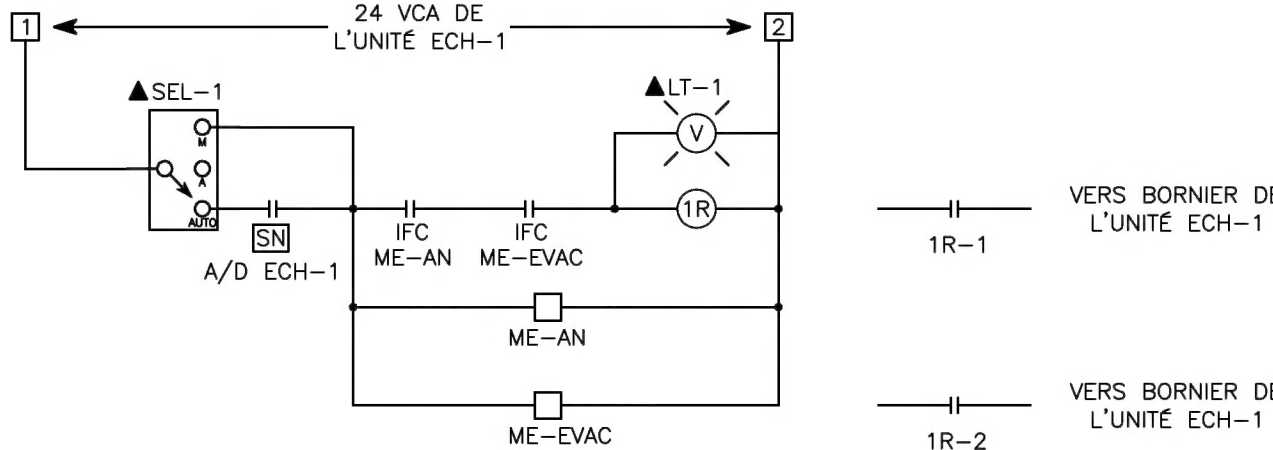 24 VCA DE
L'UNITÉ ECH-1
1
2
▲SEL-1
M
A
AUTO
▲LT-1
V
1R
SN
A/D ECH-1
IFC
ME-AN
IFC
ME-EVAC
ME-AN
ME-EVAC
1R-1
VERS BORNIER DE
L'UNITÉ ECH-1
1R-2
VERS BORNIER DE
L'UNITÉ ECH-1